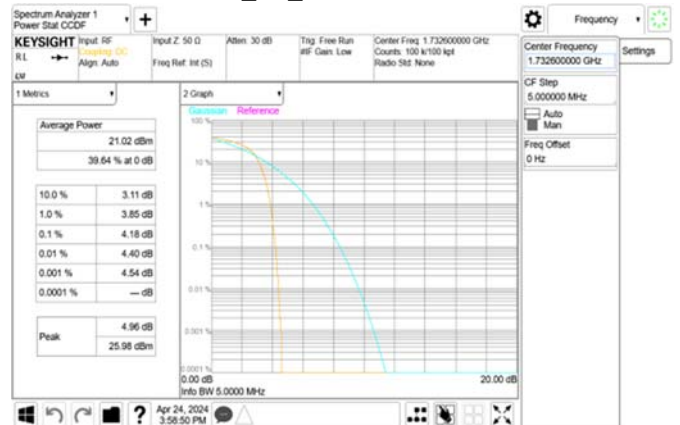 Spectrum Analyzer 1
Power Stat CCDF
Frequency
KEYSIGHT
RL
Input: RF
Coupling: DC
Align: Auto
Input Z: 50 Ω
Freq Ref: Int (S)
Atten: 30 dB
Trig: Free Run
#IF Gain: Low
Center Freq: 1.732600000 GHz
Counts: 100 k/100 kpt
Radio Std: None
Center Frequency
1.732600000 GHz
Settings
CF Step
5.000000 MHz
Auto
Man
Freq Offset
0 Hz
1 Metrics
Average Power
21.02 dBm
39.64 % at 0 dB
10.0 % 3.11 dB
1.0 % 3.85 dB
0.1 % 4.18 dB
0.01 % 4.40 dB
0.001 % 4.54 dB
0.0001 % --- dB
Peak 4.96 dB
25.98 dBm
2 Graph
Gaussian Reference
100 %
10 %
1 %
0.1 %
0.01 %
0.001 %
0.0001 %
0.00 dB 20.00 dB
Info BW 5.0000 MHz
Apr 24, 2024
3:58:50 PM